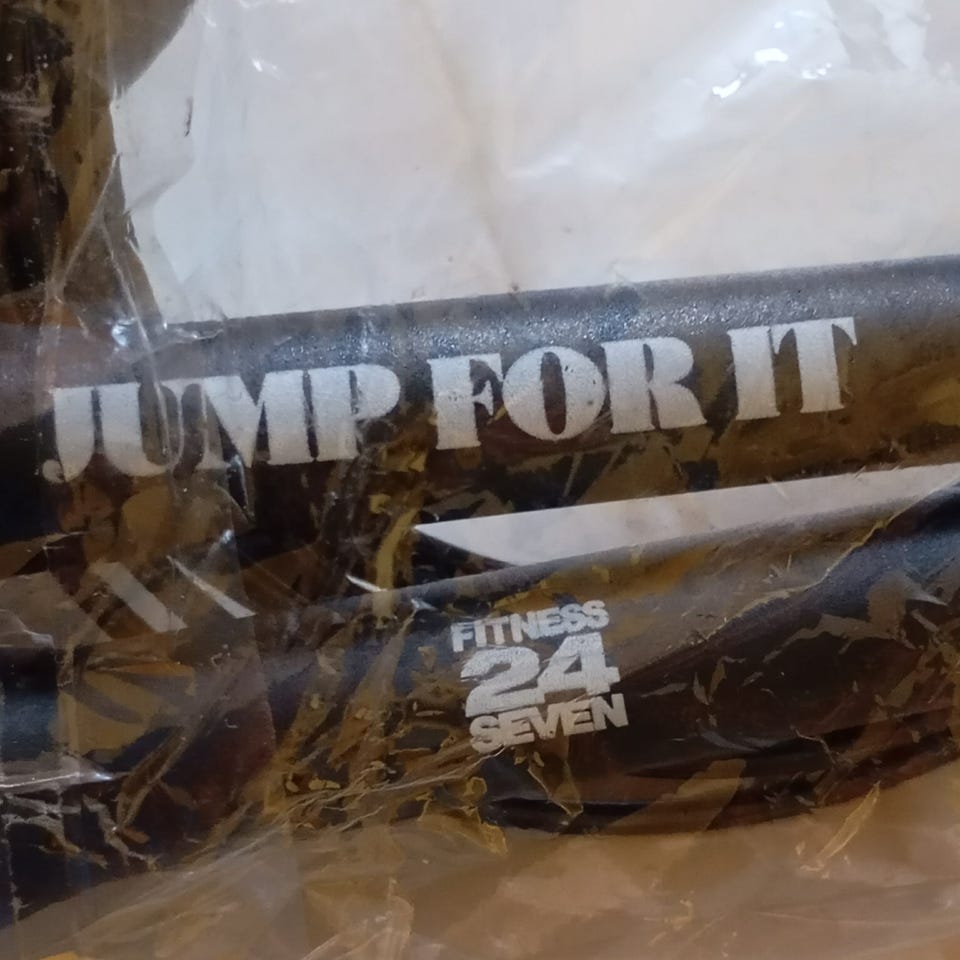 JUMP FOR IT
FITNESS
24
SEVEN